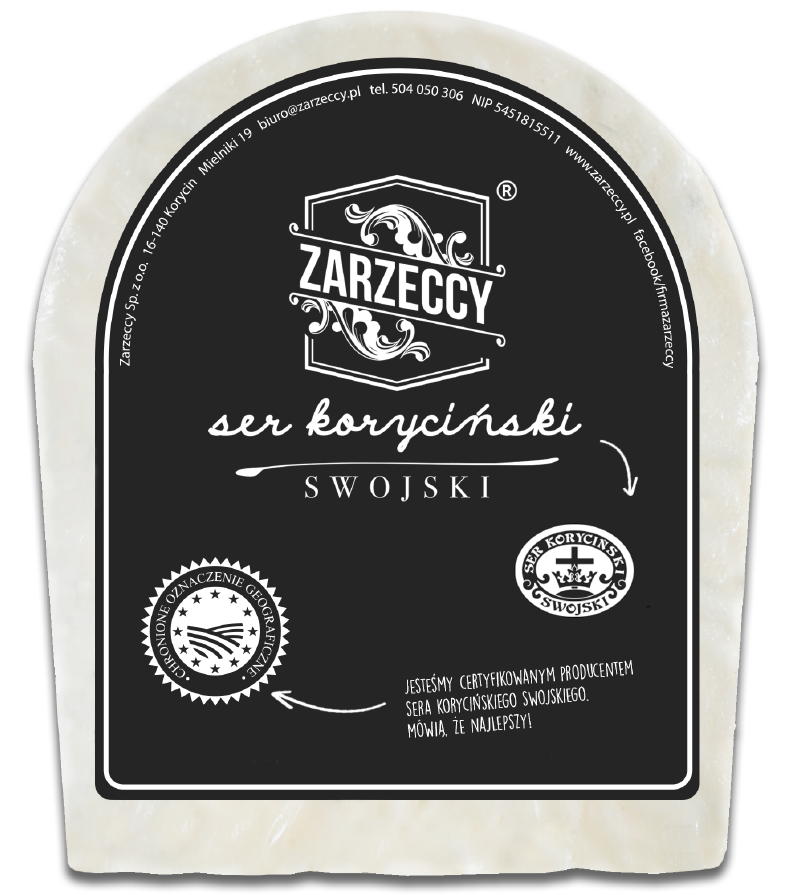 Zarzeccy Sp. z o.o. 16-140 Korycin Mielniki 19 biuro@zarzeccy.pl tel. 504 050 306 NIP 5451815511 www.zarzeccy.pl facebook/firmazarzeccy
®
ZARZECCY
ser koryciński
SWOJSKI
SER KORYCIŃSKI
SWOJSKI
• CHRONIONE OZNACZENIE GEOGRAFICZNE •
JESTEŚMY CERTYFIKOWANYM PRODUCENTEM
SERA KORYCIŃSKIEGO SWOJSKIEGO.
MÓWIĄ, ŻE NAJLEPSZY!